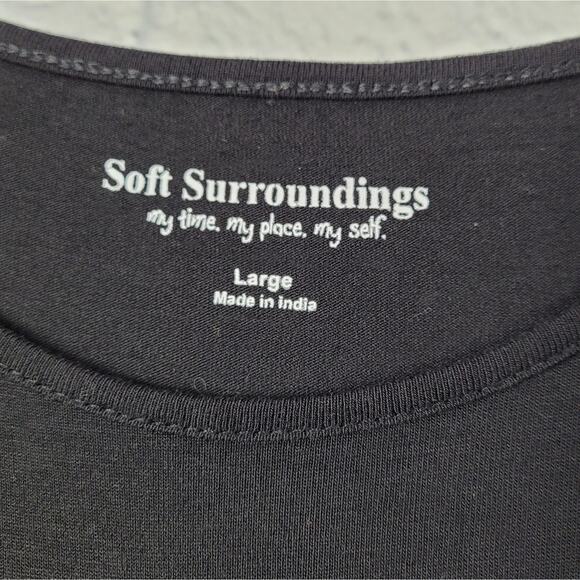 Soft Surroundings
my time. my place. my self.
Large
Made in India